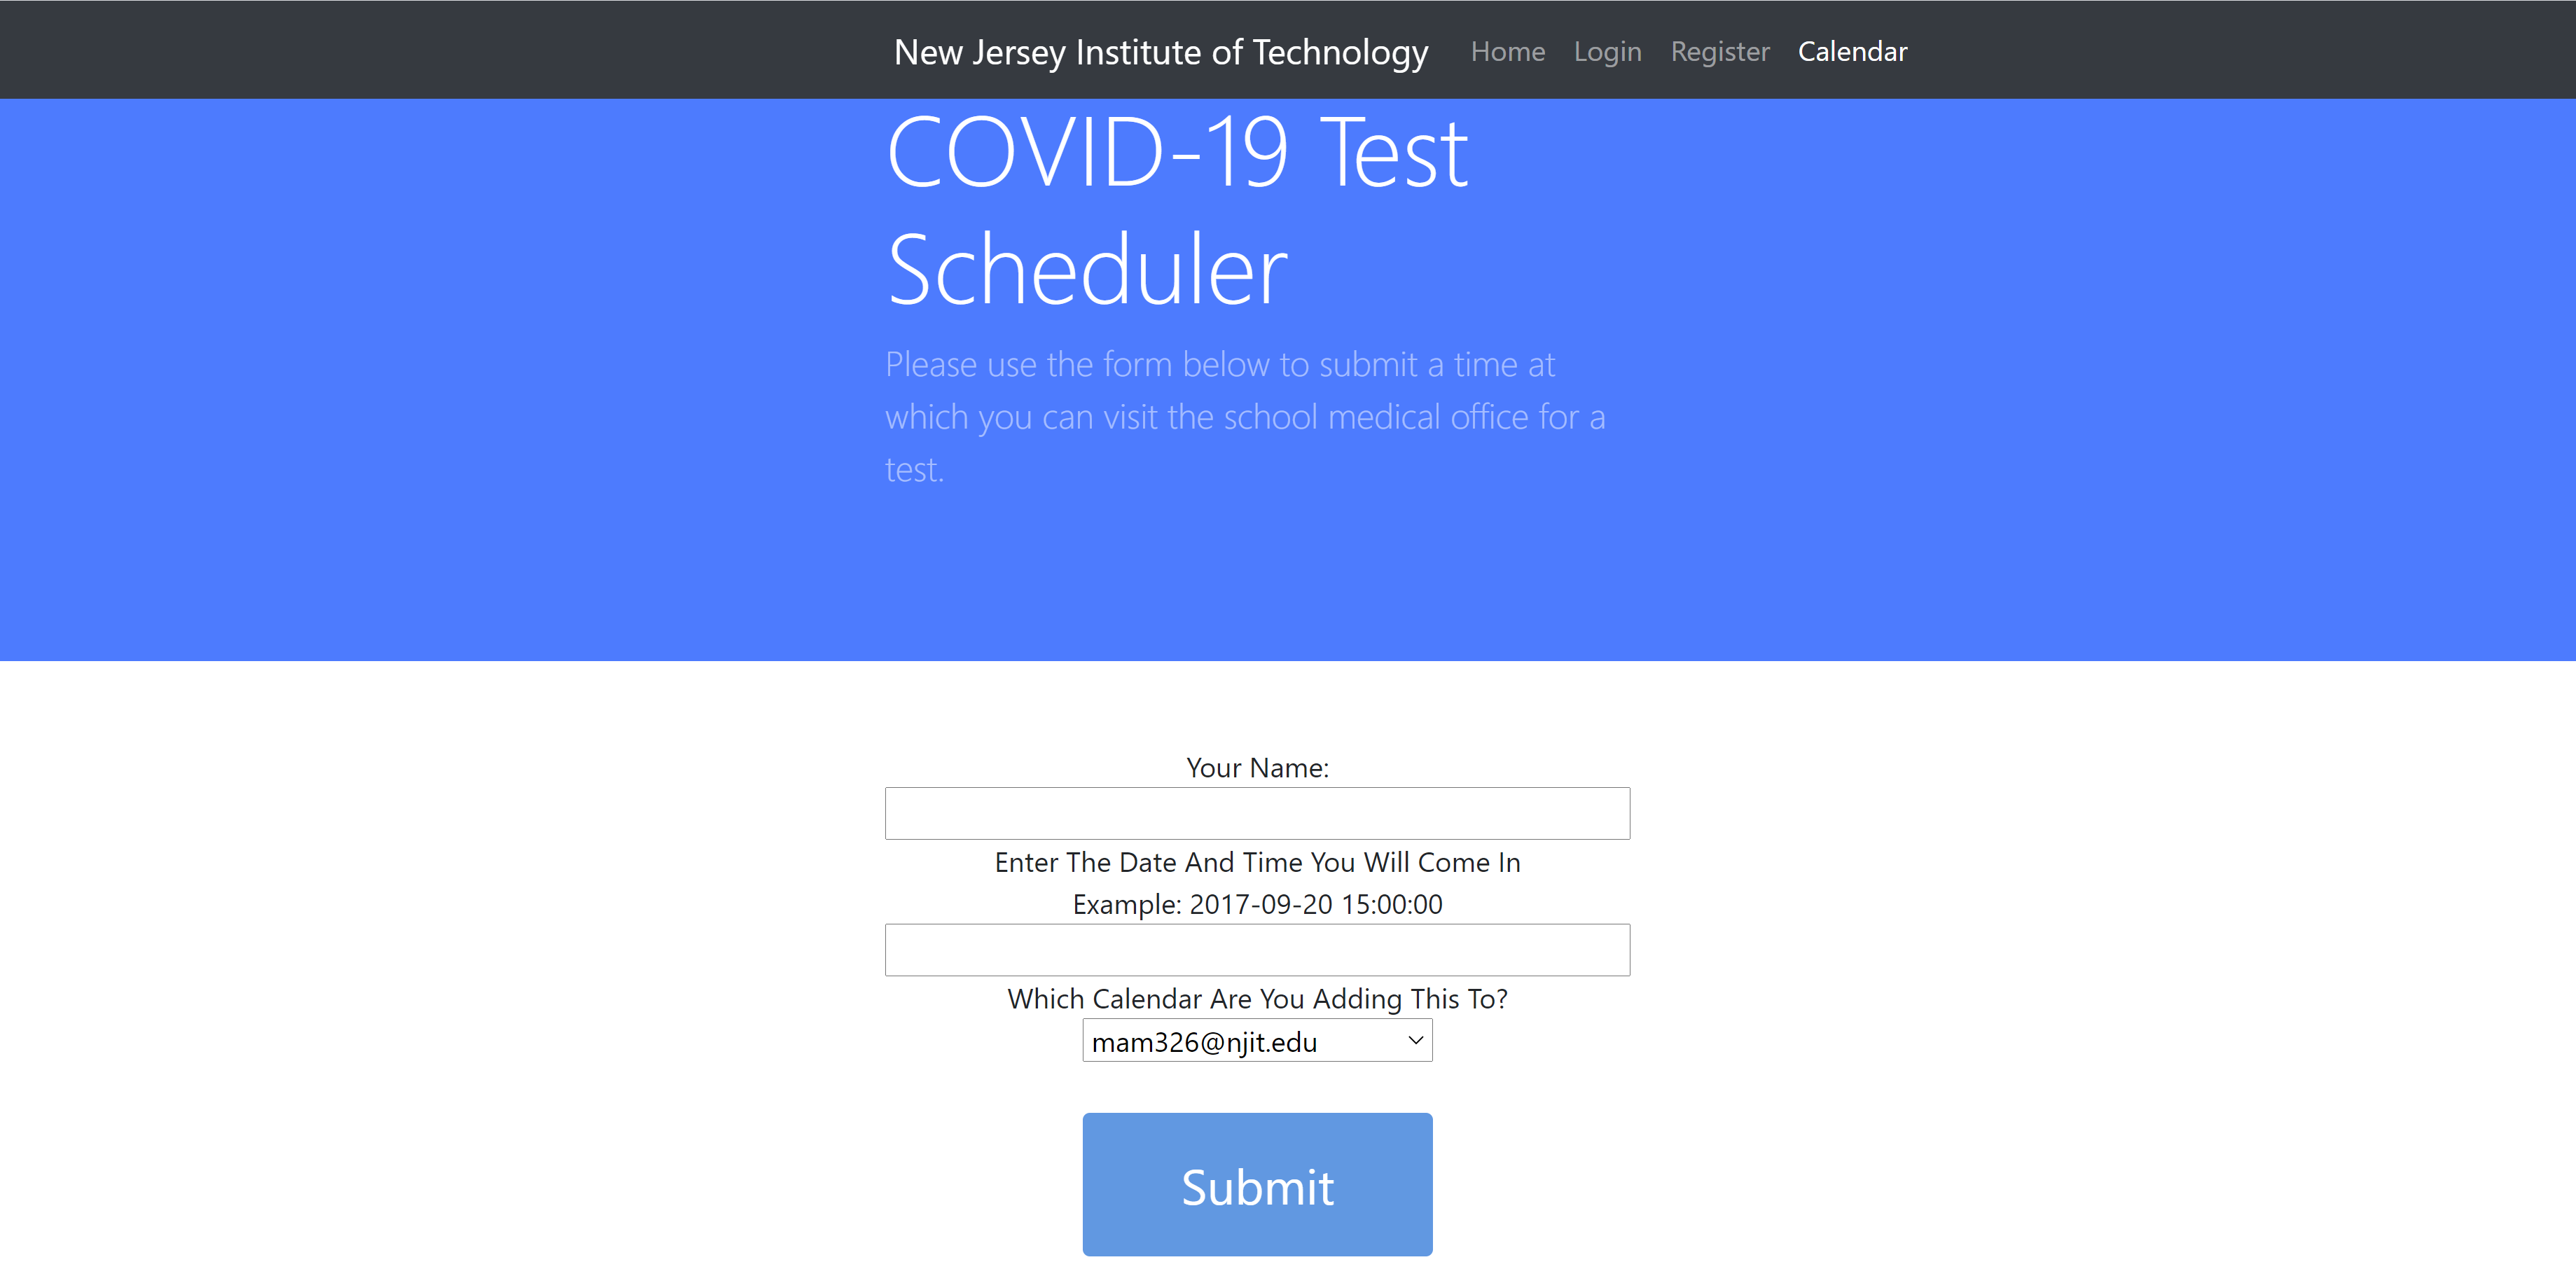 New Jersey Institute of Technology Home Login Register Calendar
COVID-19 Test
Scheduler
Please use the form below to submit a time at
which you can visit the school medical office for a
test.
Your Name:
Enter The Date And Time You Will Come In
Example: 2017-09-20 15:00:00
Which Calendar Are You Adding This To?
mam326@njit.edu
Submit